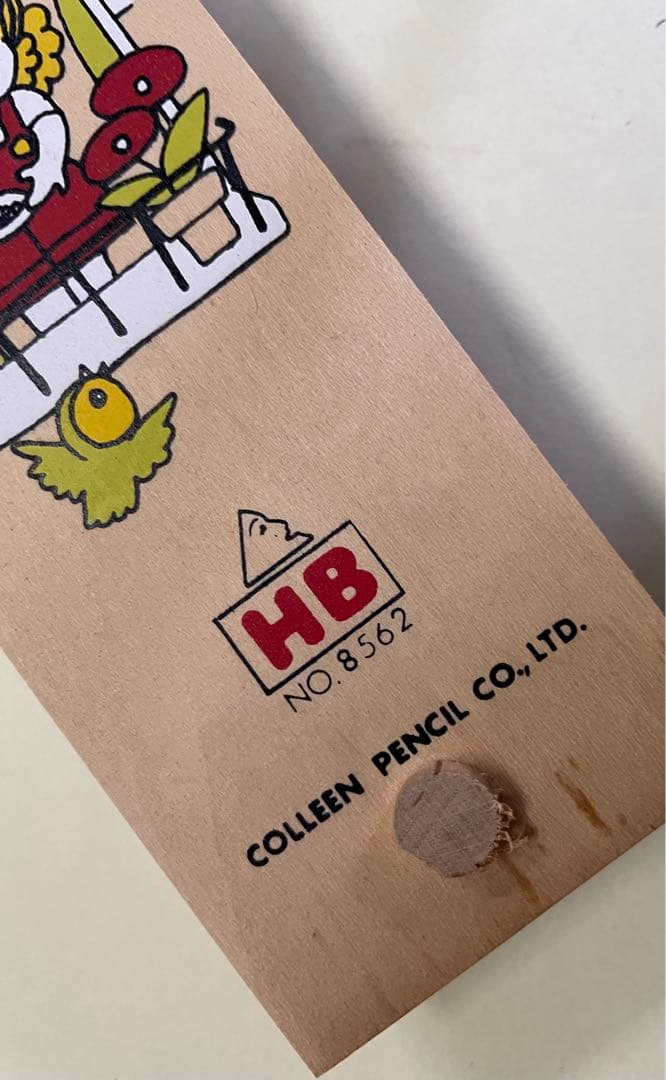 HB
NO. 8562
COLLEEN PENCIL CO., LTD.